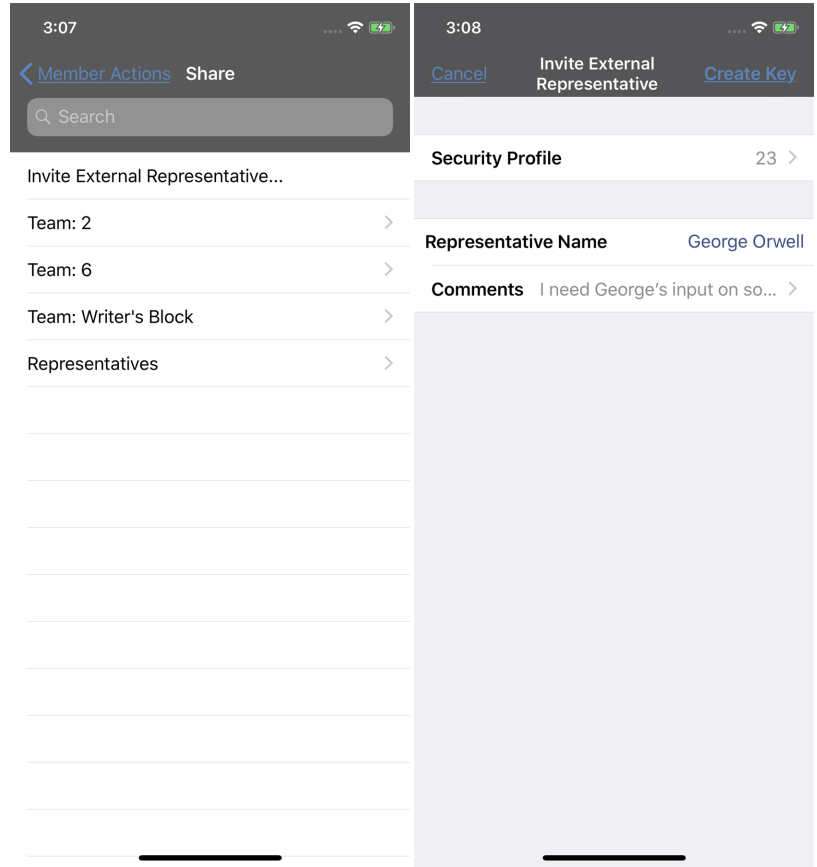 3:07
Member Actions Share
Search
Invite External Representative...
Team: 2
Team: 6
Team: Writer's Block
Representatives
3:08
Cancel
Invite External
Representative
Create Key
Security Profile 23
Representative Name George Orwell
Comments I need George’s input on so...